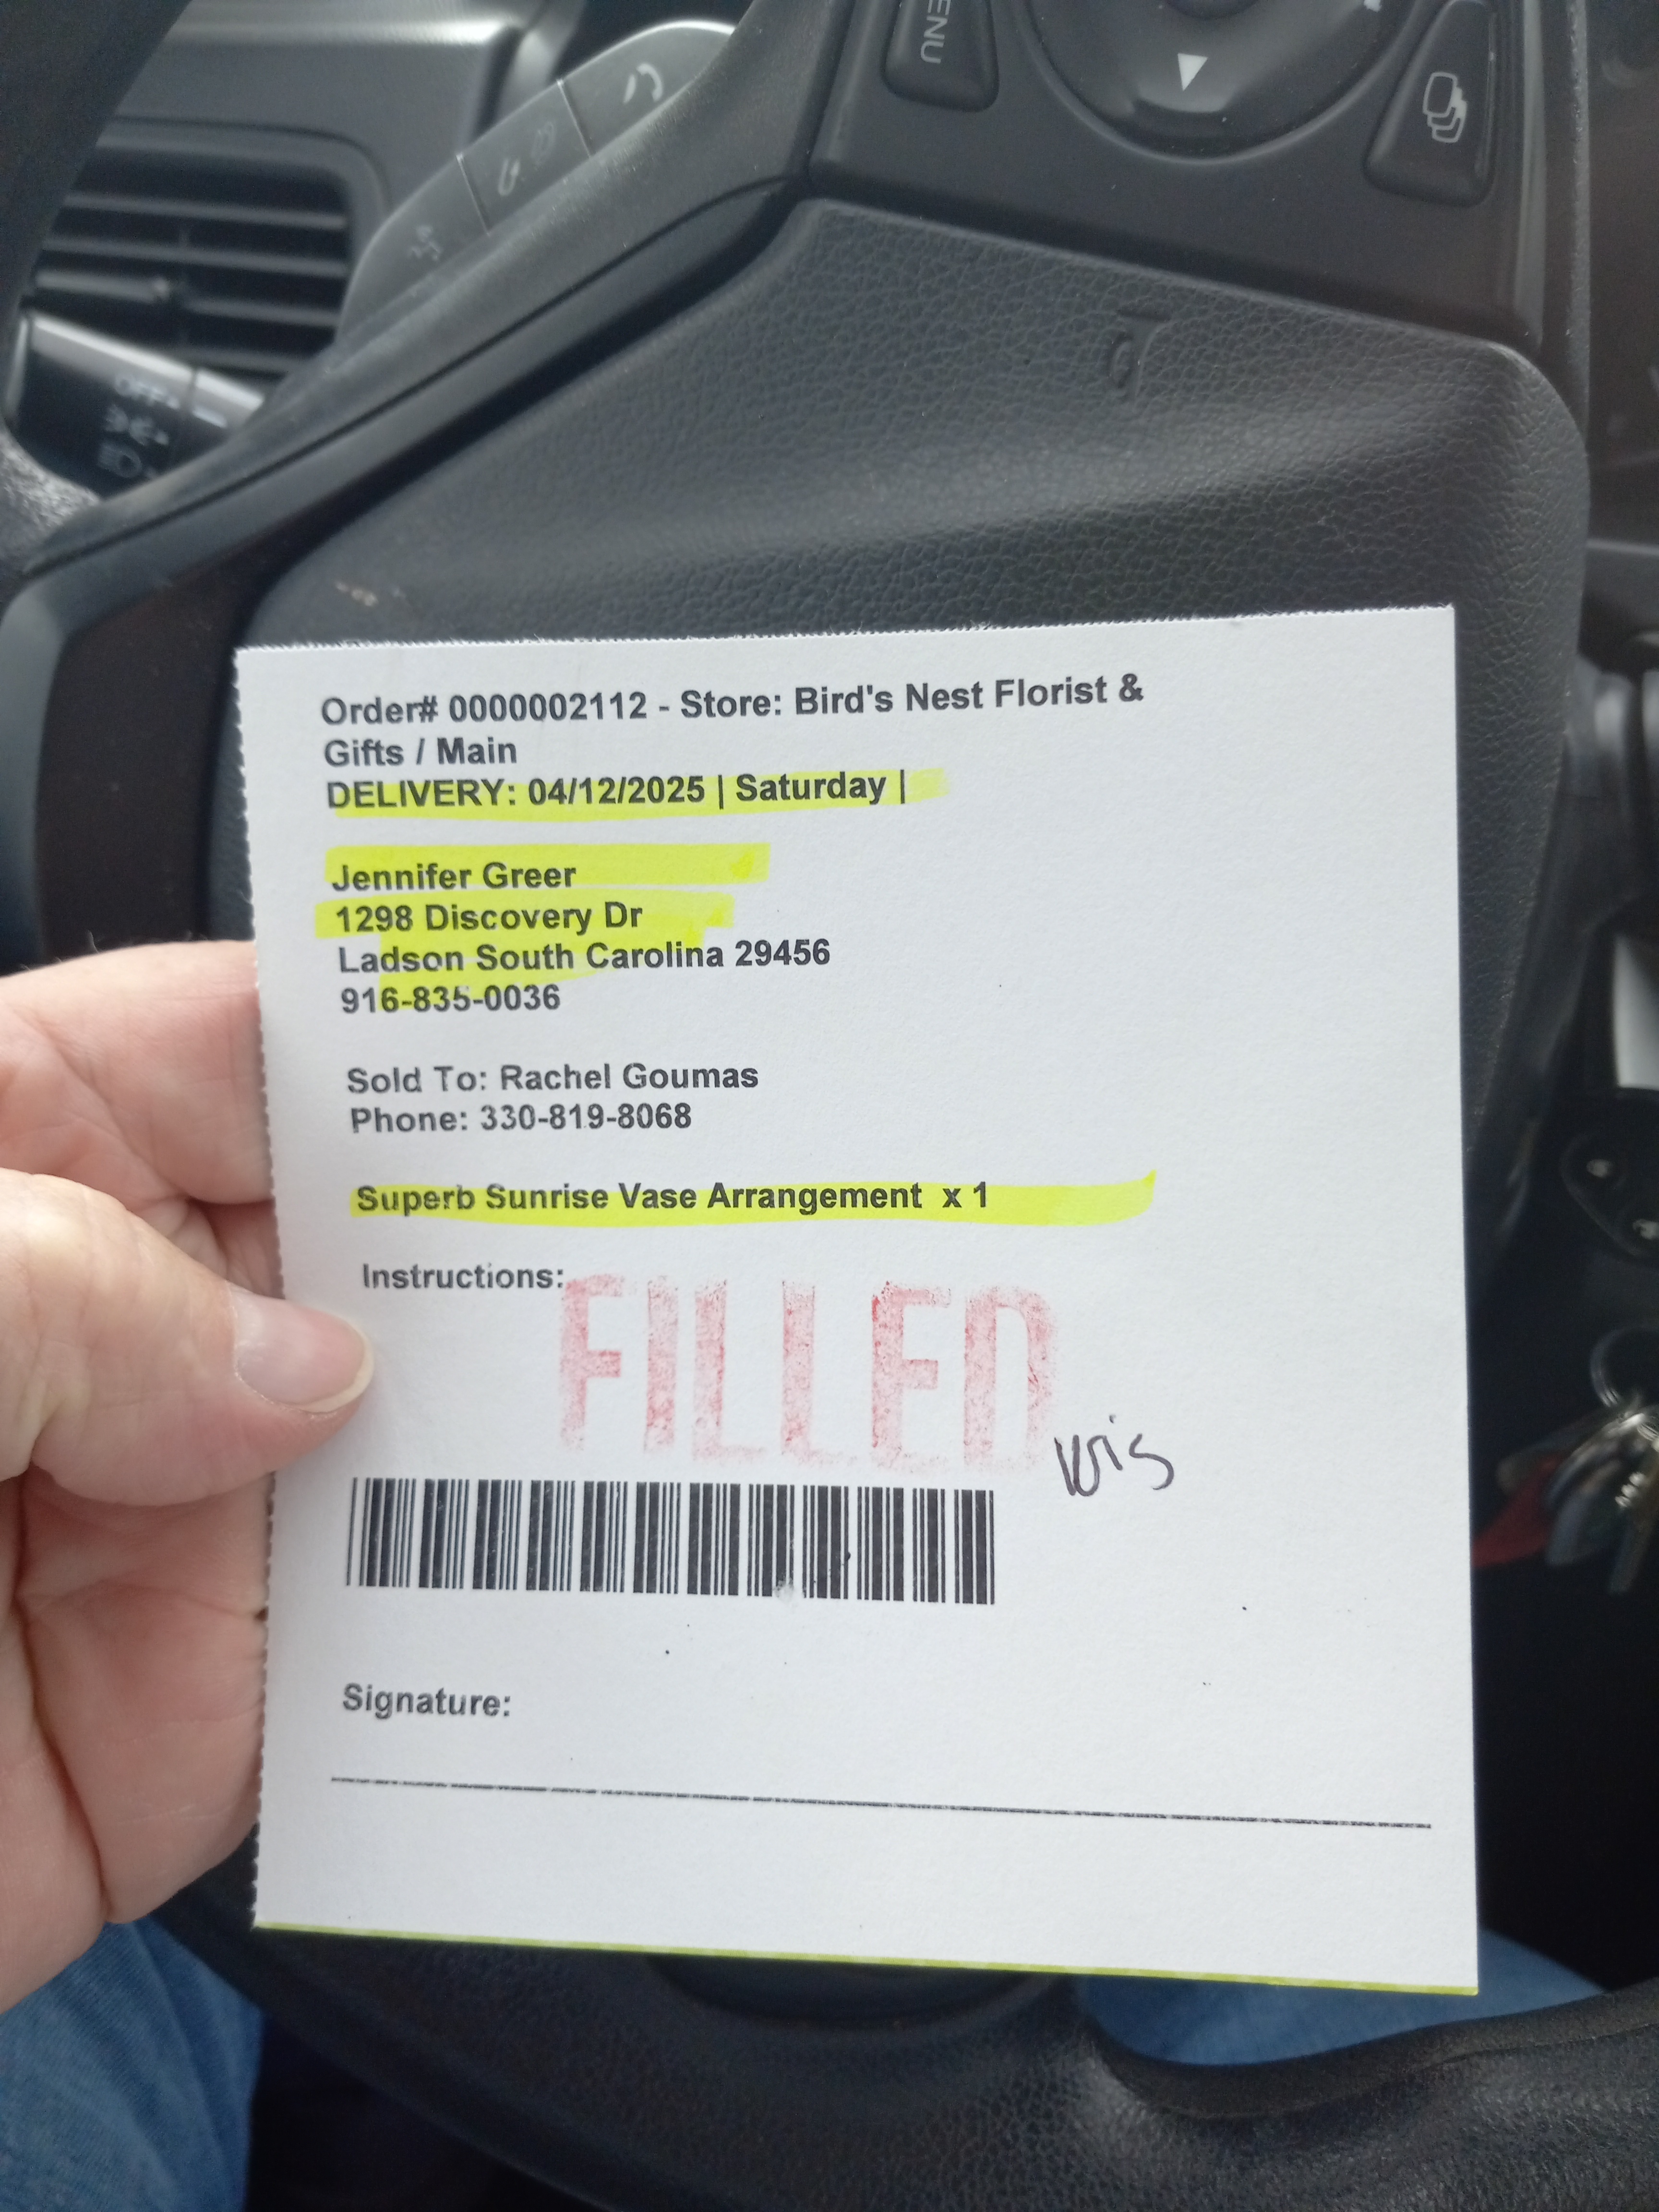 ENU
OFF
Order# 0000002112 - Store: Bird's Nest Florist &
Gifts / Main
DELIVERY: 04/12/2025 | Saturday |
Jennifer Greer
1298 Discovery Dr
Ladson South Carolina 29456
916-835-0036
Sold To: Rachel Goumas
Phone: 330-819-8068
Superb Sunrise Vase Arrangement x 1
Instructions:
FILLED
Signature: